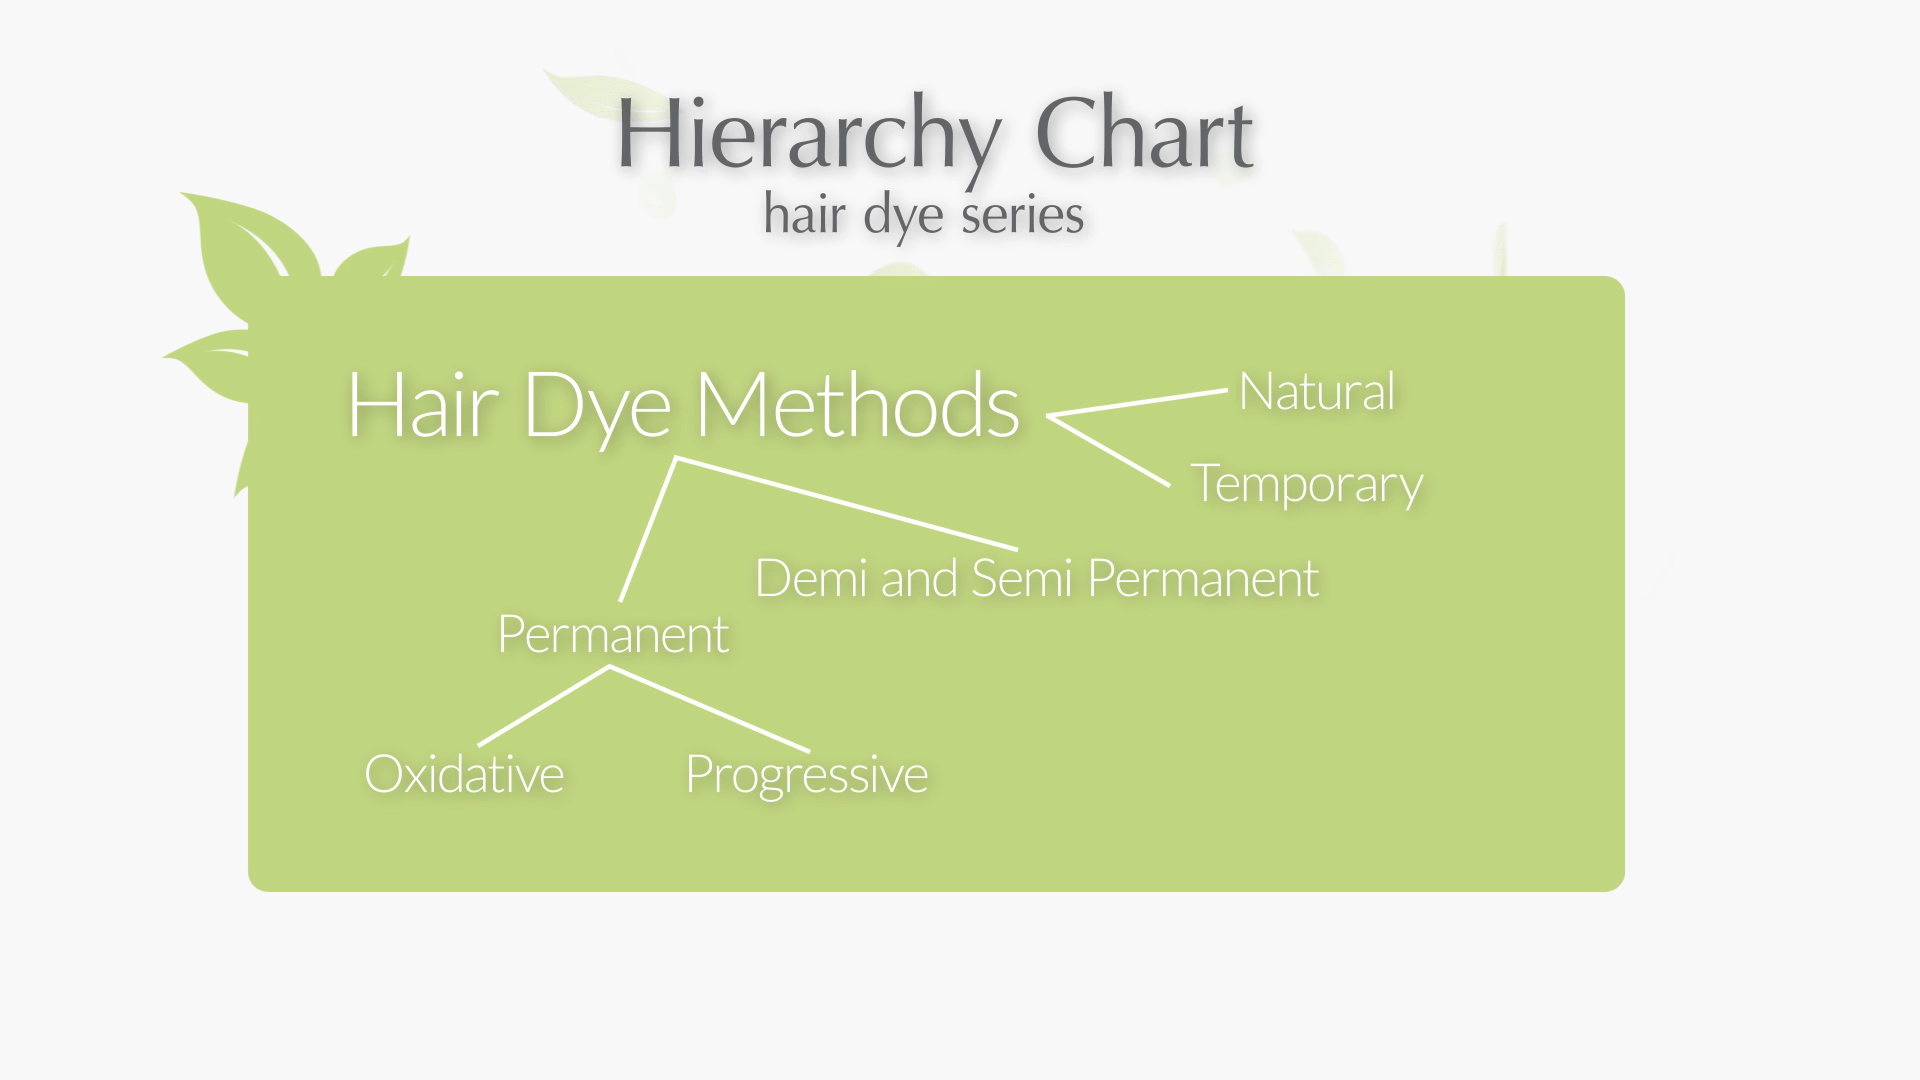 Hierarchy Chart
hair dye series
Hair Dye Methods
Natural
Temporary
Demi and Semi Permanent
Permanent
Oxidative
Progressive